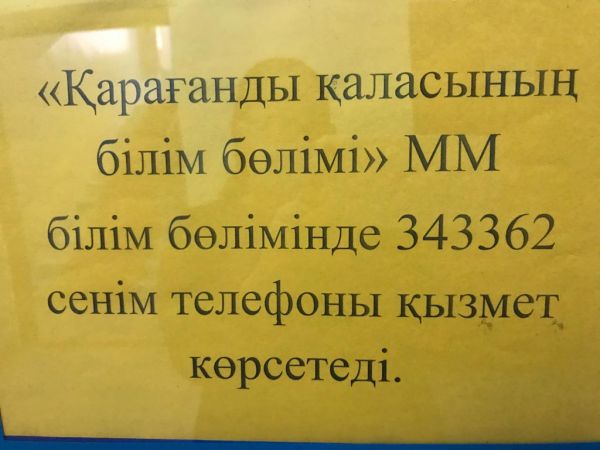 «Қарағанды қаласының
білім бөлімі» ММ
білім бөлімінде 343362
сенім телефоны қызмет
көрсетеді.